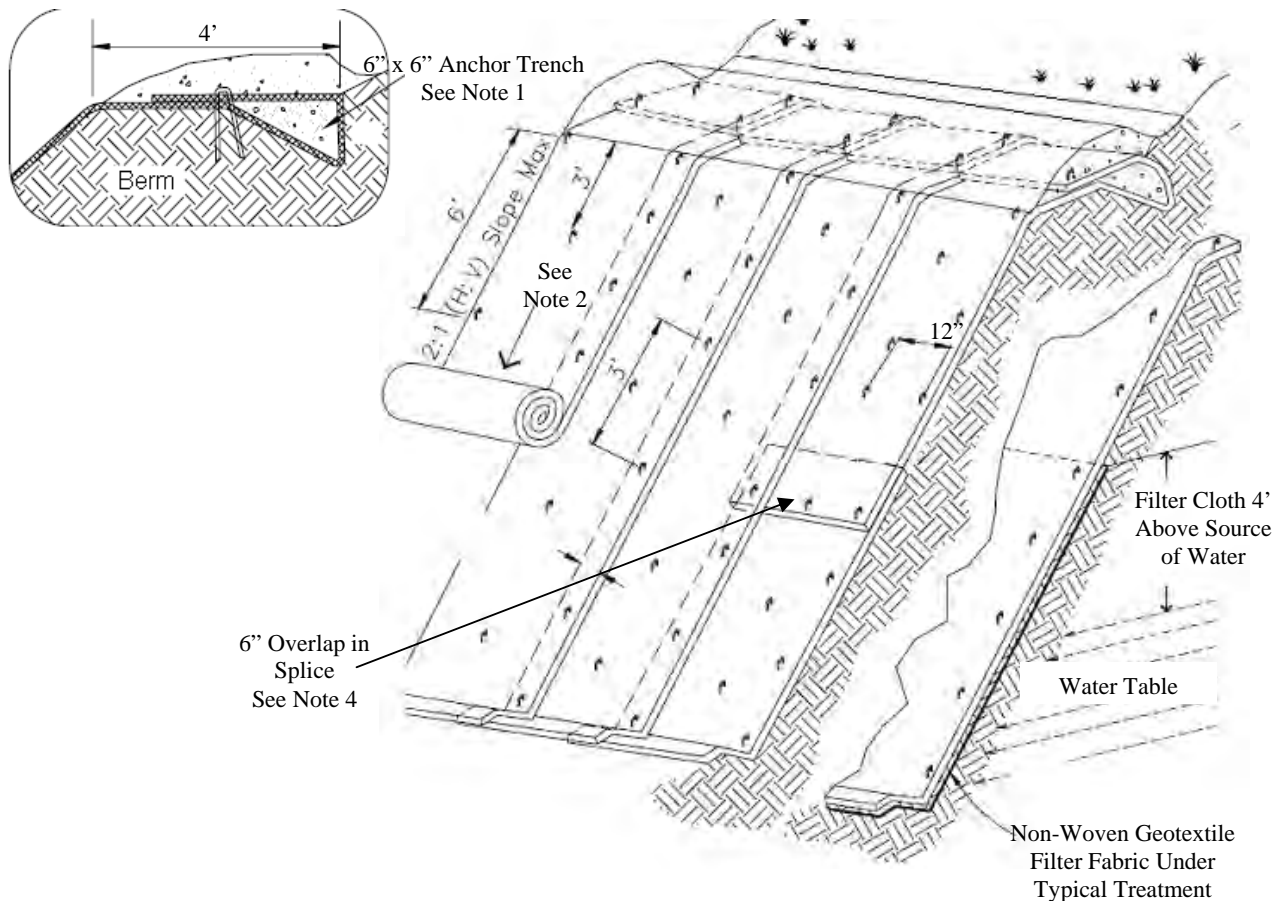 4’
6” x 6” Anchor Trench
See Note 1
Berm
6'
2: 1 (H: V) Slope Max
3'
See
Note 2
3'
12”
Filter Cloth 4’
Above Source
of Water
6” Overlap in
Splice
See Note 4
Water Table
Non-Woven Geotextile
Filter Fabric Under
Typical Treatment